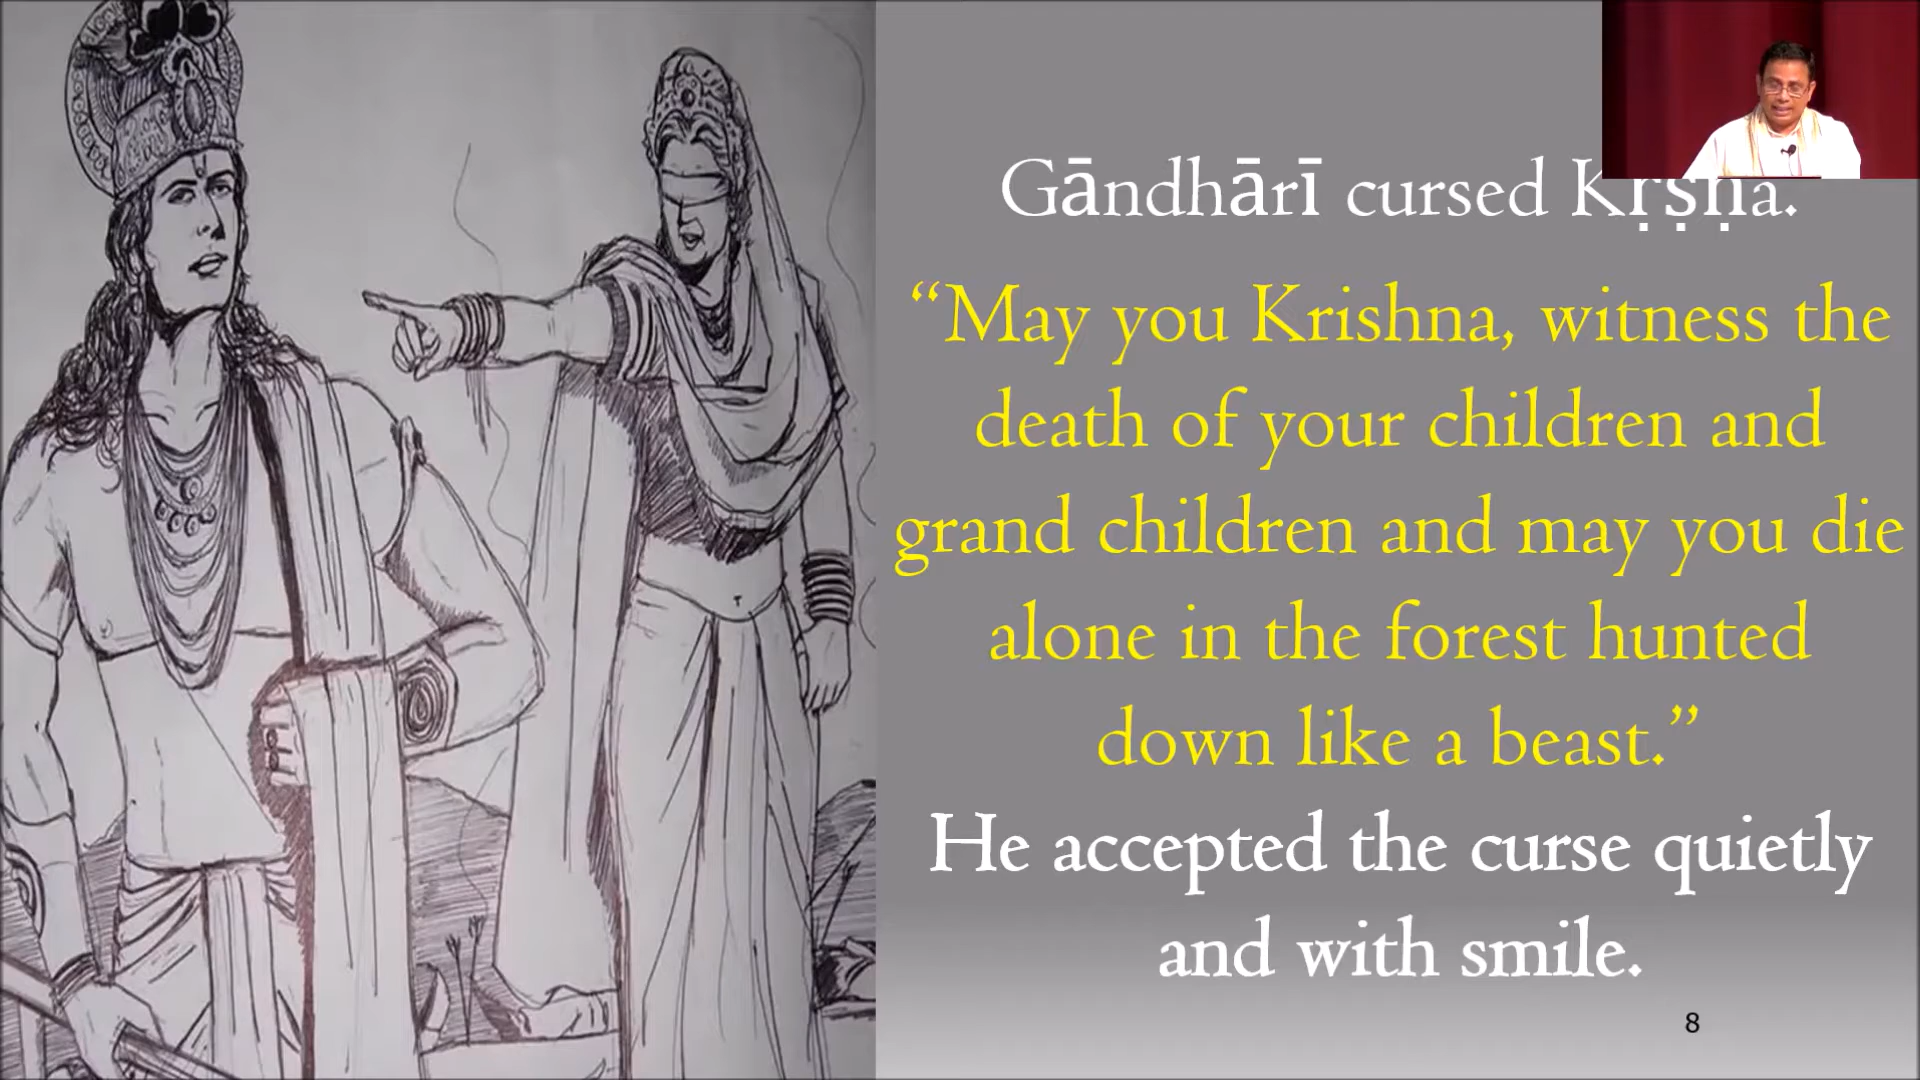 Gāndhārī cursed Kṛṣṇa.
“May you Krishna, witness the
death of your children and
grand children and may you die
alone in the forest hunted
down like a beast.”
He accepted the curse quietly
and with smile.
8